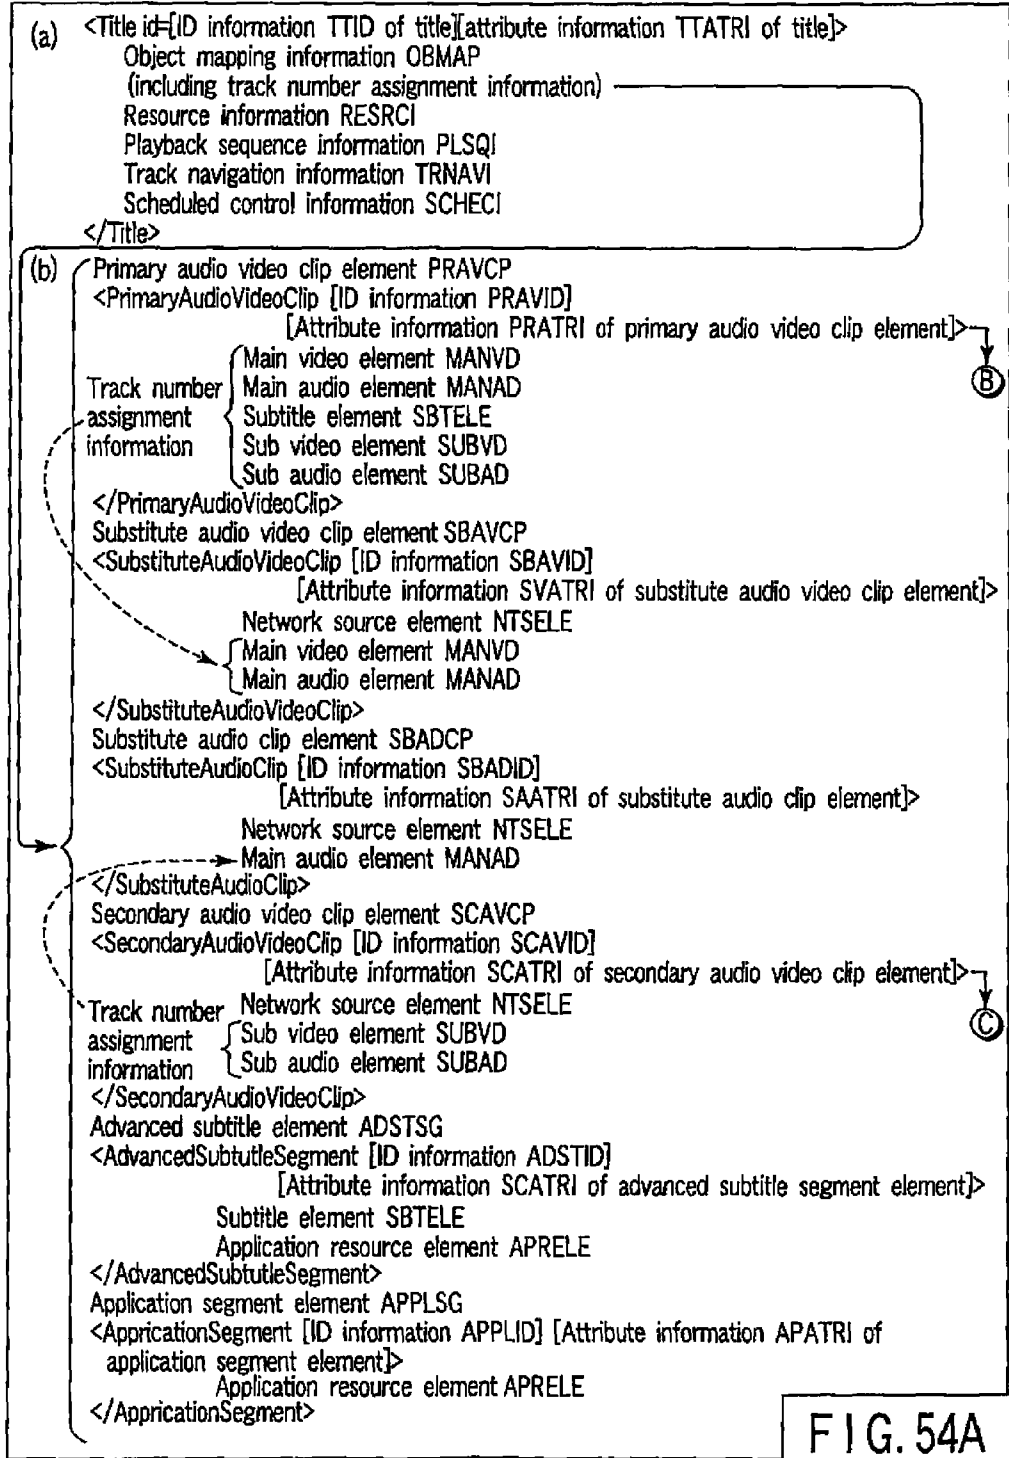 (a) <Title id=[ID information TTID of title][attribute information TTATRI of title]>
Object mapping information OBMAP
(including track number assignment information)
Resource information RESRCI
Playback sequence information PLSQI
Track navigation information TRNAVI
Scheduled control information SCHECI
</Title>
(b) Primary audio video clip element PRAVCP
<PrimaryAudioVideoClip [ID information PRAVID]
[Attribute information PRATRI of primary audio video clip element]>
B
Main video element MANVD
Track number Main audio element MANAD
assignment Subtitle element SBTELE
information Sub video element SUBVD
Sub audio element SUBAD
</PrimaryAudioVideoClip>
Substitute audio video clip element SBAVCP
<SubstituteAudioVideoClip [ID information SBAVID]
[Attribute information SVATRI of substitute audio video clip element]>
Network source element NTSELE
Main video element MANVD
Main audio element MANAD
</SubstituteAudioVideoClip>
Substitute audio clip element SBADCP
<SubstituteAudioClip [ID information SBADID]
[Attribute information SAATRI of substitute audio clip element]>
Network source element NTSELE
Main audio element MANAD
</SubstituteAudioClip>
Secondary audio video clip element SCAVCP
<SecondaryAudioVideoClip [ID information SCAVID]
[Attribute information SCATRI of secondary audio video clip element]>
C
Track number Network source element NTSELE
assignment Sub video element SUBVD
information Sub audio element SUBAD
</SecondaryAudioVideoClip>
Advanced subtitle element ADSTSG
<AdvancedSubtutleSegment [ID information ADSTID]
[Attribute information SCATRI of advanced subtitle segment element]>
Subtitle element SBTELE
Application resource element APRELE
</AdvancedSubtutleSegment>
Application segment element APPLSG
<AppricationSegment [ID information APPLID] [Attribute information APATRI of
application segment element]>
Application resource element APRELE
</AppricationSegment>
FIG. 54A